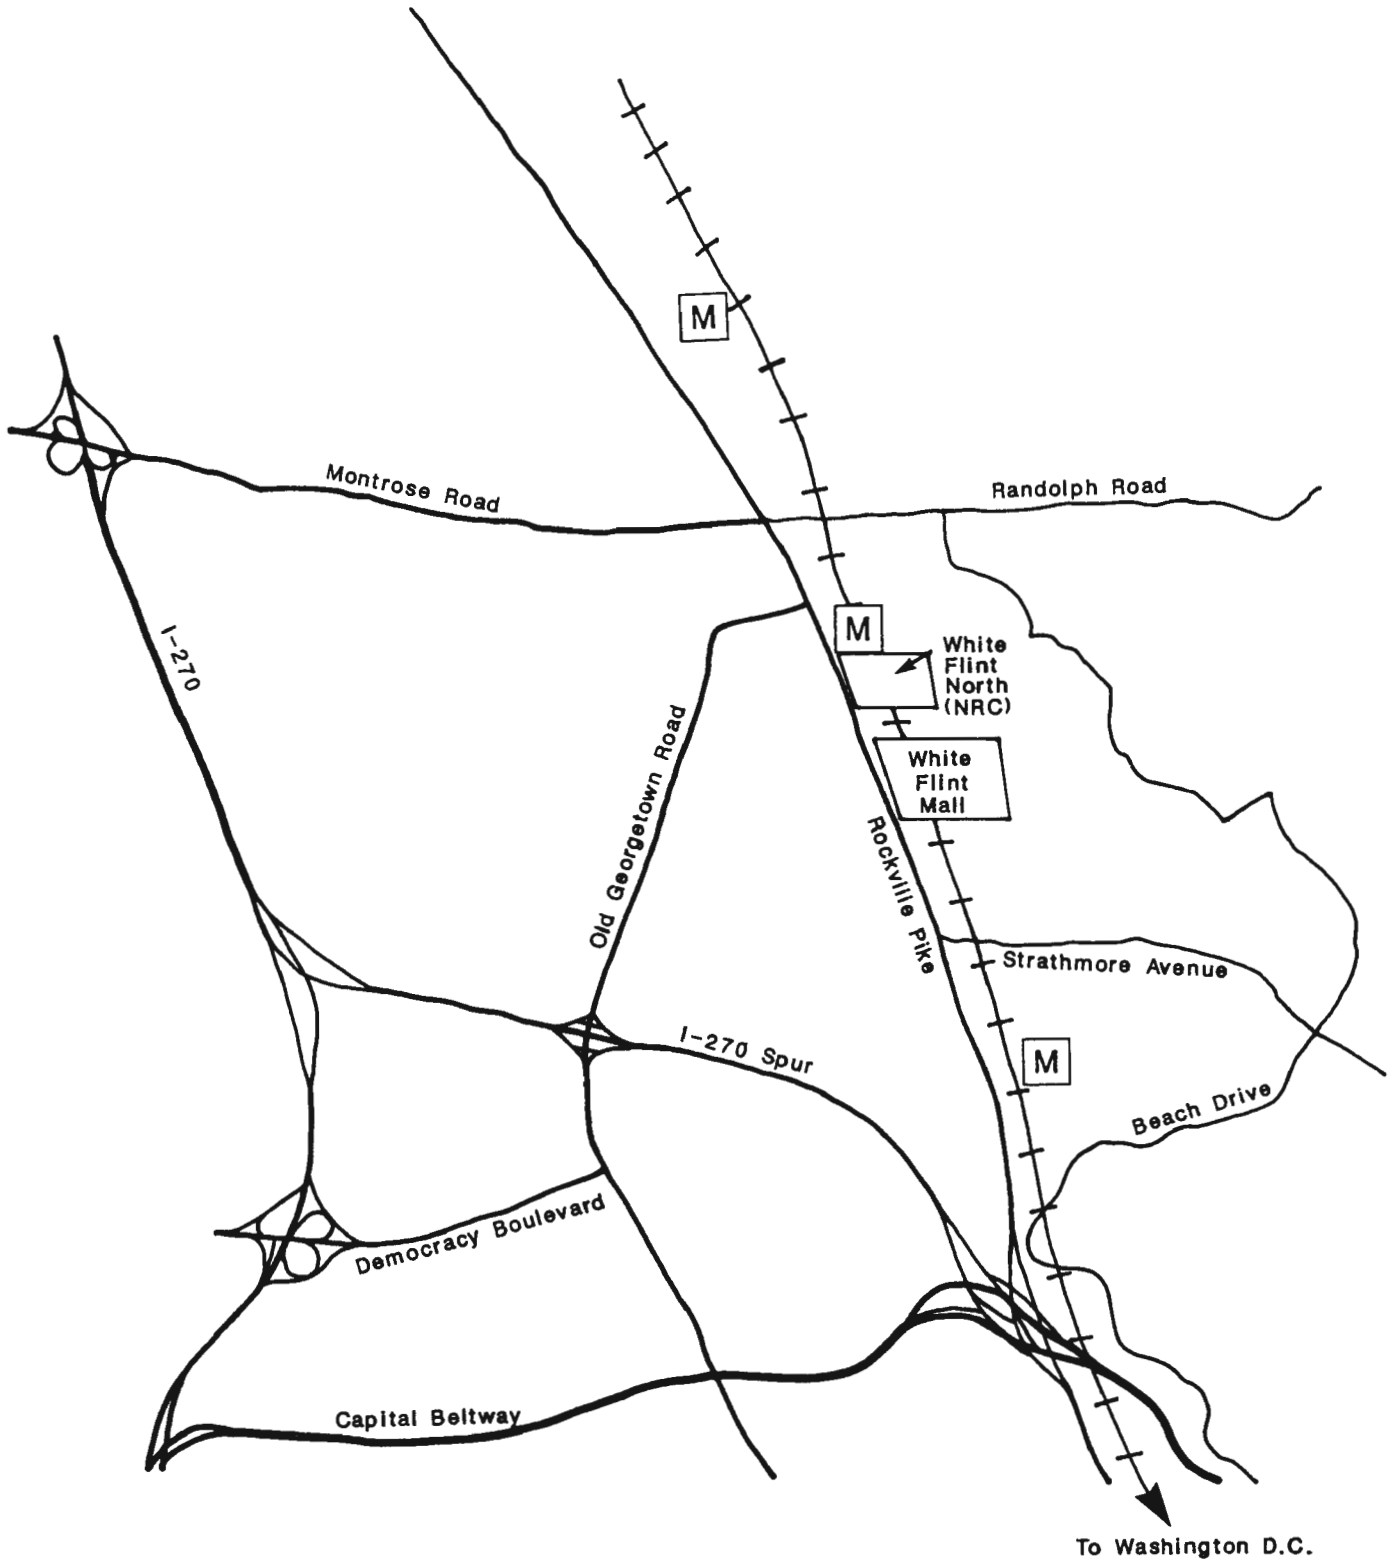 M
Montrose Road
Randolph Road
I-270
M
White
Flint
North
(NRC)
Old Georgetown Road
White
Flint
Mall
Rockville Pike
Strathmore Avenue
I-270 Spur
M
Beach Drive
Democracy Boulevard
Capital Beltway
To Washington D.C.